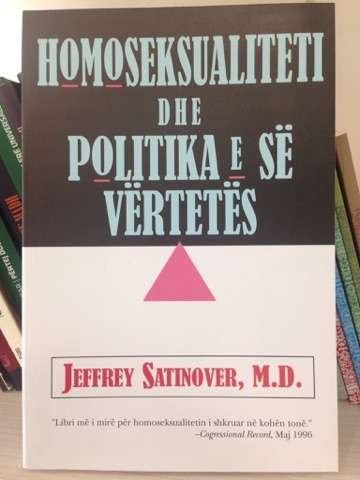 HOMOSEKSUALITETI
DHE
POLITIKA E SË
VËRTETËS
JEFFREY SATINOVER, M.D.
"Libri më i mirë për homoseksualitetin i shkruar në kohën tonë."
–Cogressional Record, Maj 1996